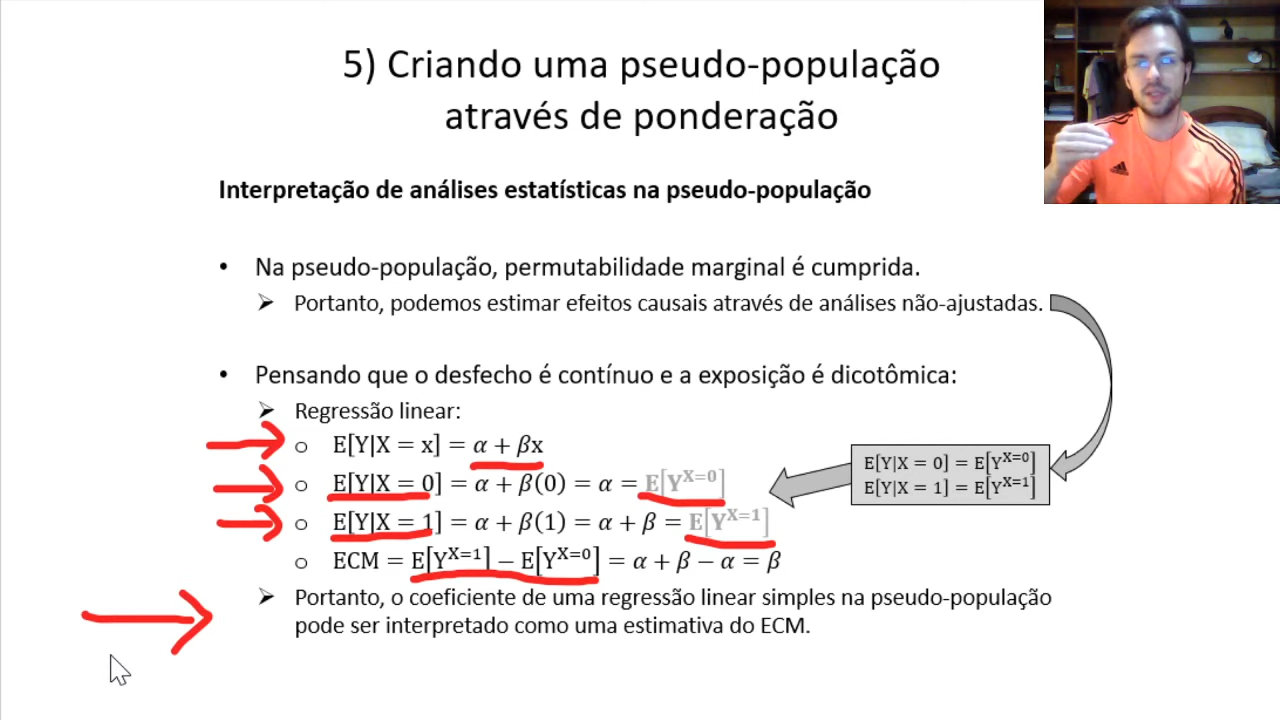 5) Criando uma pseudo-população
através de ponderação
Interpretação de análises estatísticas na pseudo-população
• Na pseudo-população, permutabilidade marginal é cumprida.
➢ Portanto, podemos estimar efeitos causais através de análises não-ajustadas.
• Pensando que o desfecho é contínuo e a exposição é dicotômica:
➢ Regressão linear:
o E[Y|X = x] = α + βx
o E[Y|X = 0] = α + β(0) = α = E[Y^{X=0}]
o E[Y|X = 1] = α + β(1) = α + β = E[Y^{X=1}]
o ECM = E[Y^{X=1}] − E[Y^{X=0}] = α + β − α = β
➢ Portanto, o coeficiente de uma regressão linear simples na pseudo-população
pode ser interpretado como uma estimativa do ECM.
E[Y|X = 0] = E[Y^{X=0}]
E[Y|X = 1] = E[Y^{X=1}]